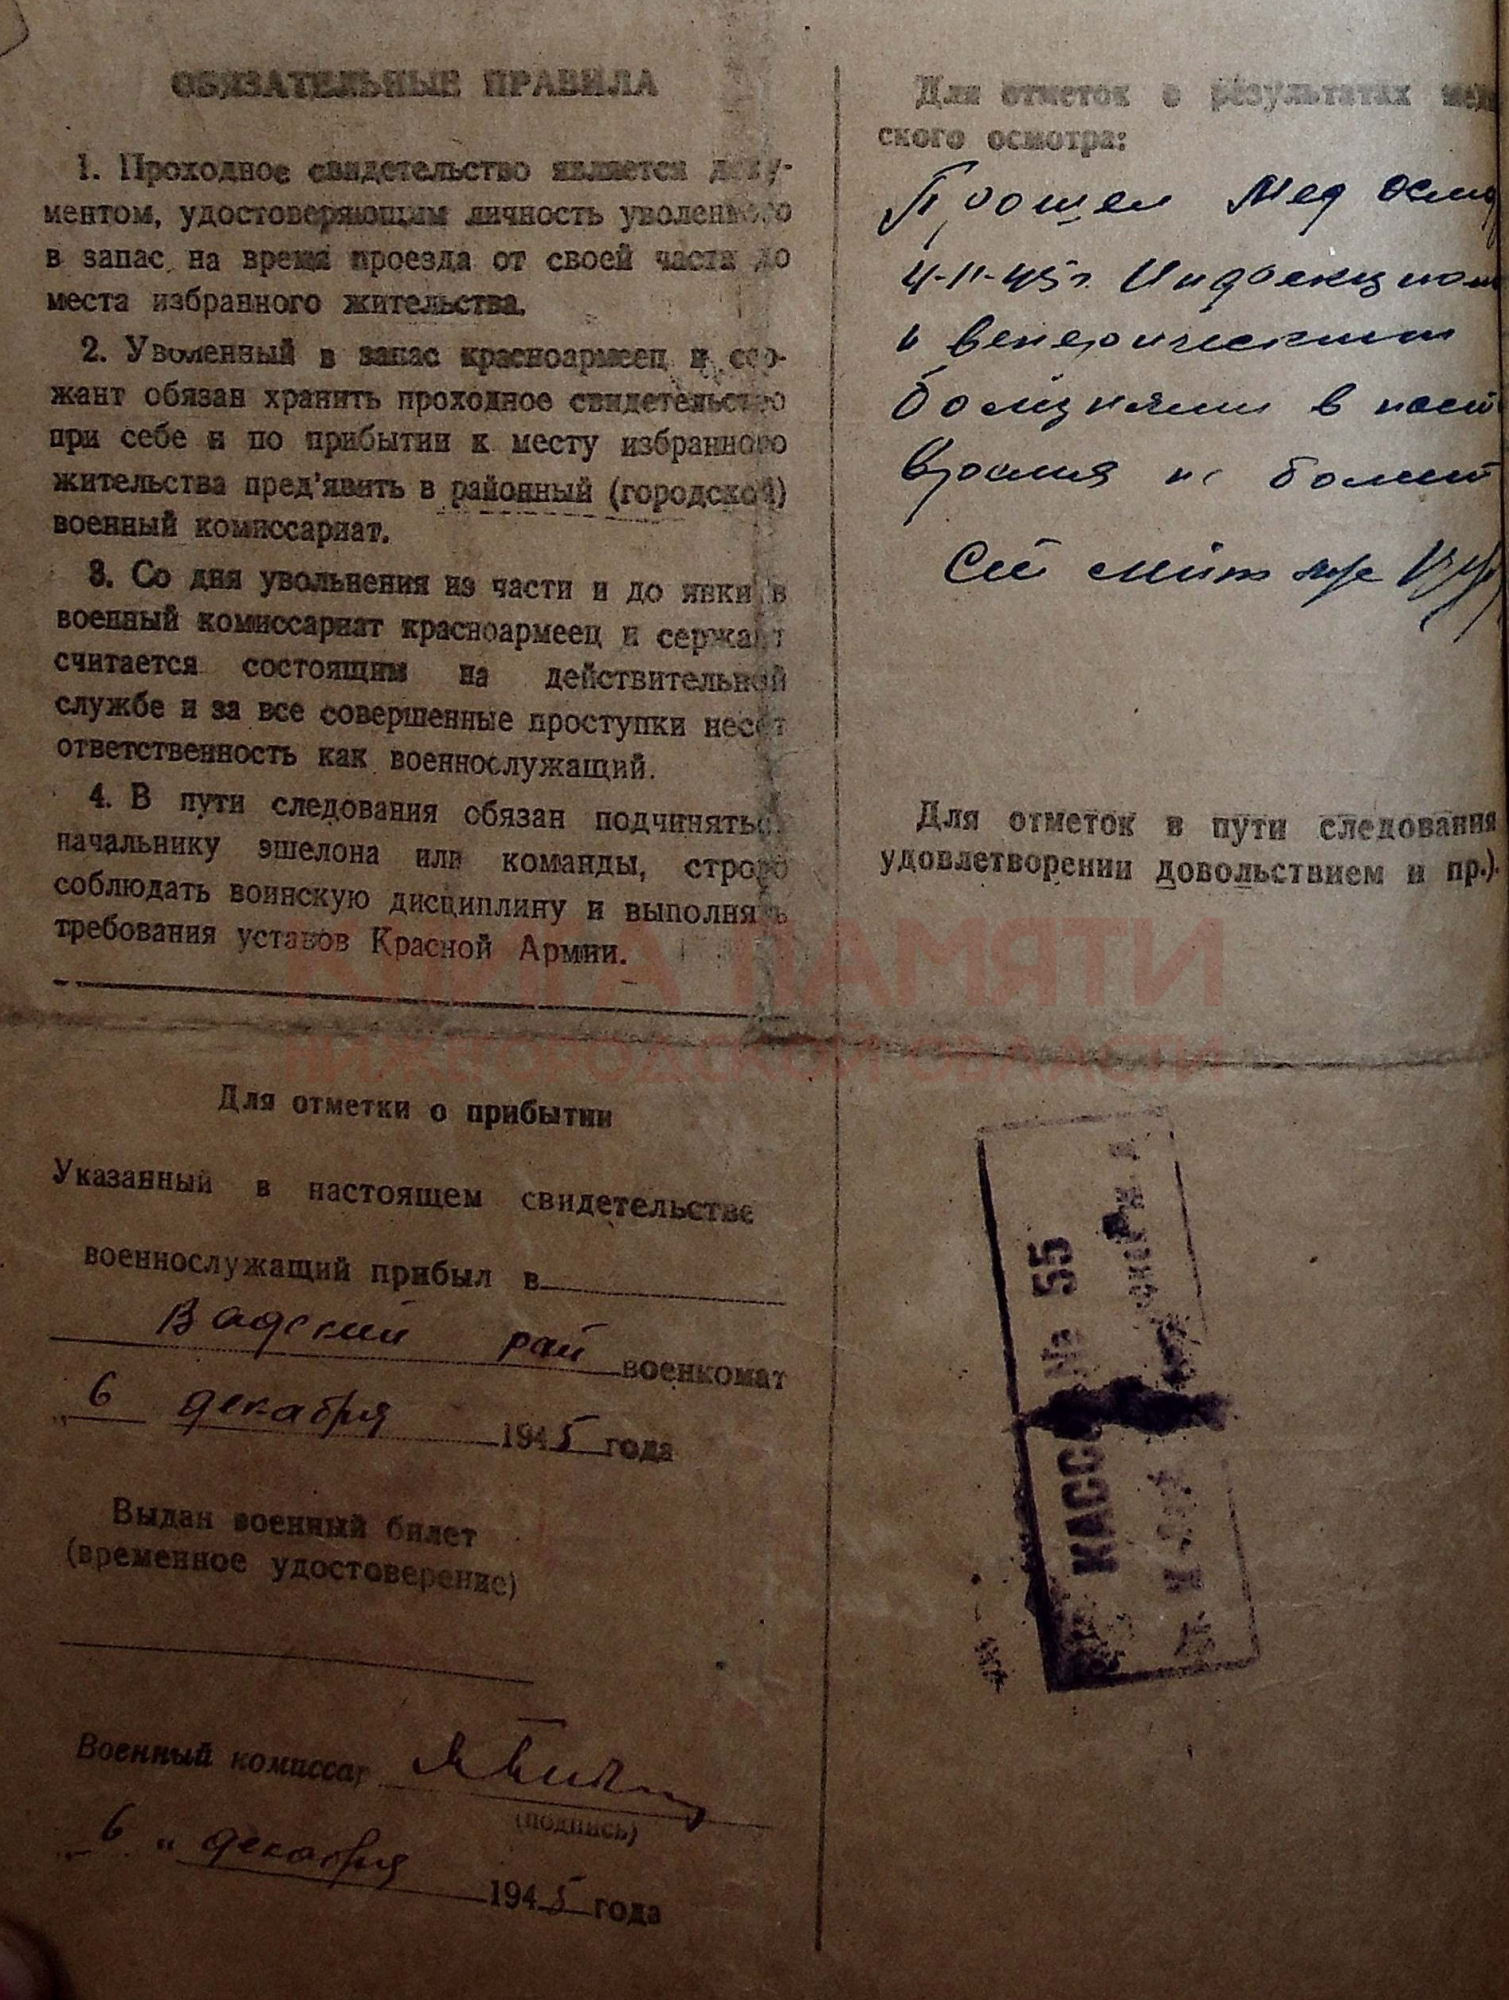 ОБЯЗАТЕЛЬНЫЕ ПРАВИЛА
1. Проходное свидетельство является доку-
ментом, удостоверяющим личность уволенного
в запас на время проезда от своей части до
места избранного жительства.
2. Уволенный в запас красноармеец и сер-
жант обязан хранить проходное свидетельство
при себе и по прибытии к месту избранного
жительства пред'явить в районный (городской)
военный комиссариат.
3. Со дня увольнения из части и до явки в
военный комиссариат красноармеец и сержант
считается состоящим на действительной
службе и за все совершенные проступки несет
ответственность как военнослужащий.
4. В пути следования обязан подчиняться
начальнику эшелона или команды, строго
соблюдать воинскую дисциплину и выполнять
требования уставов Красной Армии.
Для отметки о прибытии
Указанный в настоящем свидетельстве
военнослужащий прибыл в
Вадский рай военкомат
„6 декабря 1945 года
Выдан военный билет
(временное удостоверение)
Военный комиссар
(подпись)
„6" декабря 1945 года
Для отметок о результатах мед
ского осмотра:
Прошел Мед осмо
4-11-45 г.
и венерическими
в наст
время не болеет
Для отметок в пути следования
удовлетворении довольствием и пр.).
№ 55
КАСС
КНИГА ПАМЯТИ
НИЖЕГОРОДСКОЙ ОБЛАСТИ